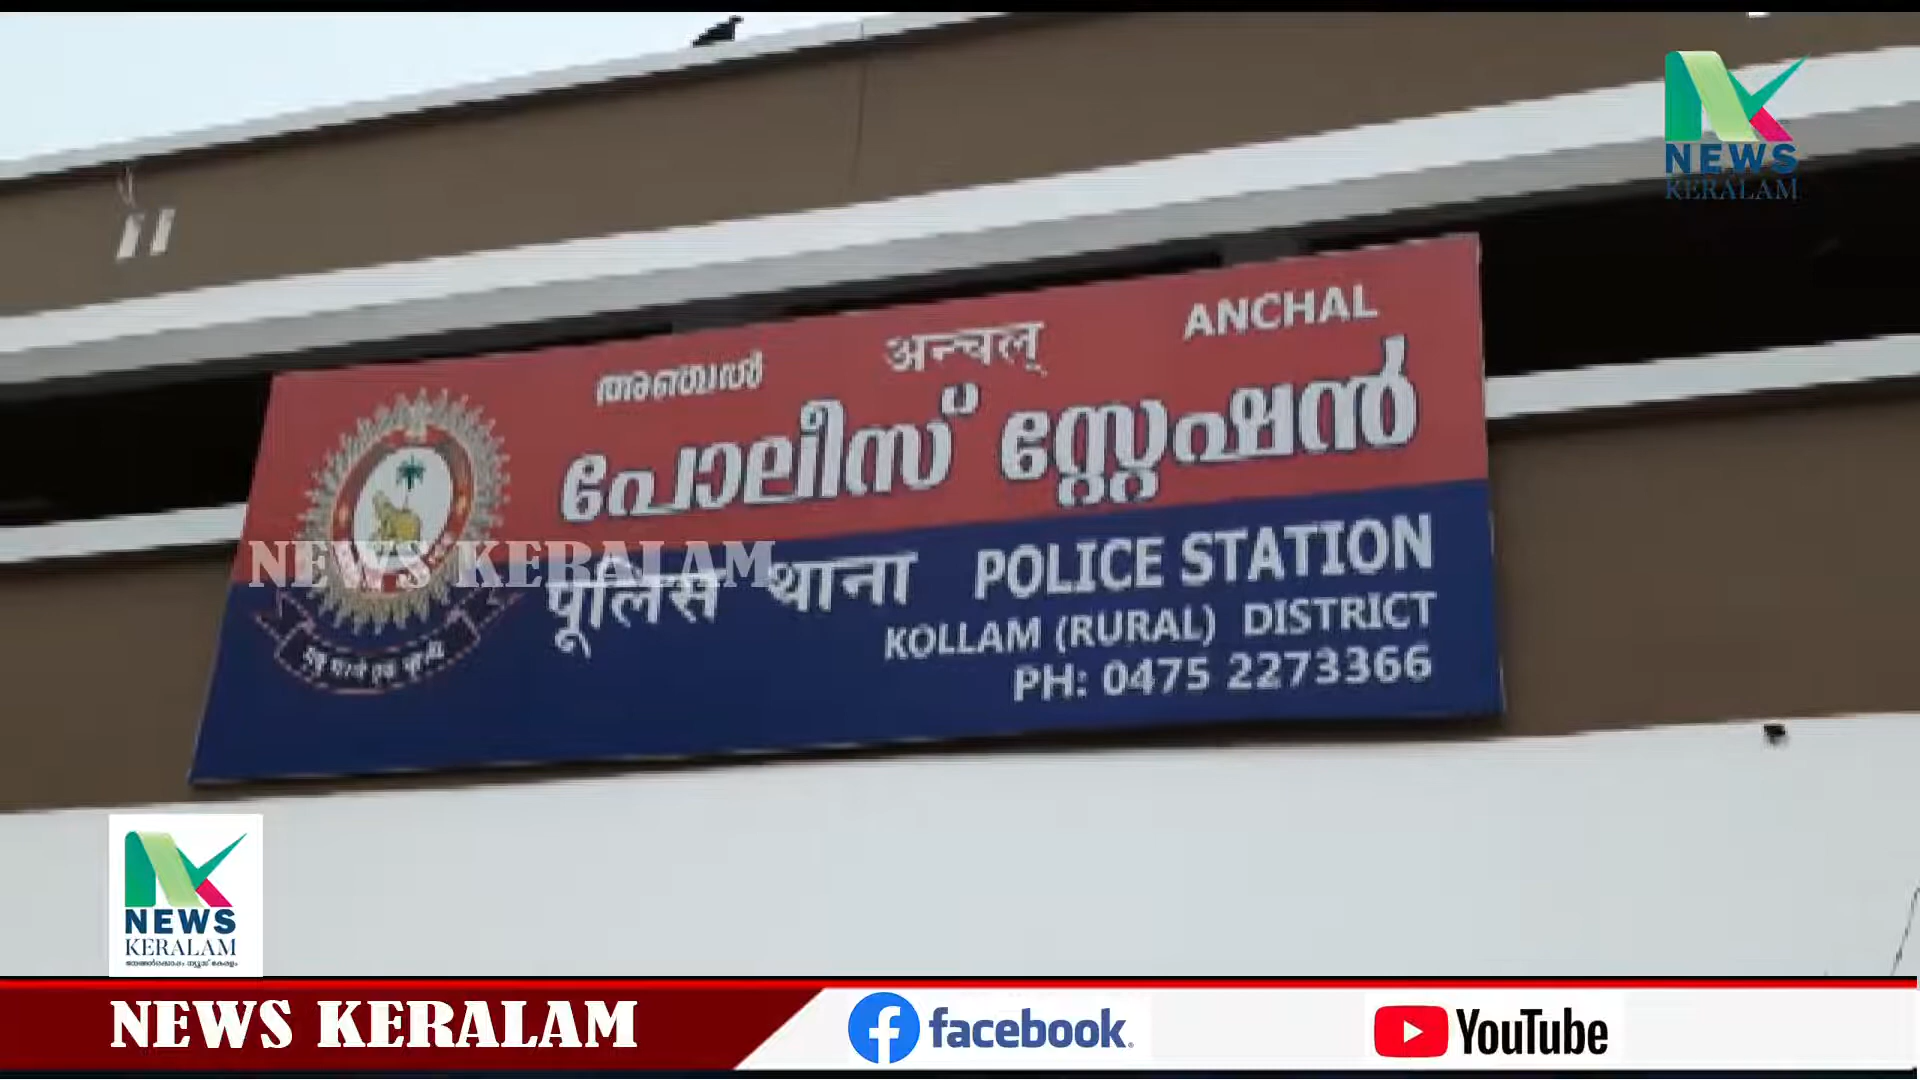 NEWS
KERALAM
അഞ്ചൽ अन्चल् ANCHAL
പോലീസ് സ്റ്റേഷൻ
NEWS KERALAM
पूलिस थाना POLICE STATION
KOLLAM (RURAL) DISTRICT
PH: 0475 2273366
NEWS
KERALAM
NEWS KERALAM facebook. YouTube